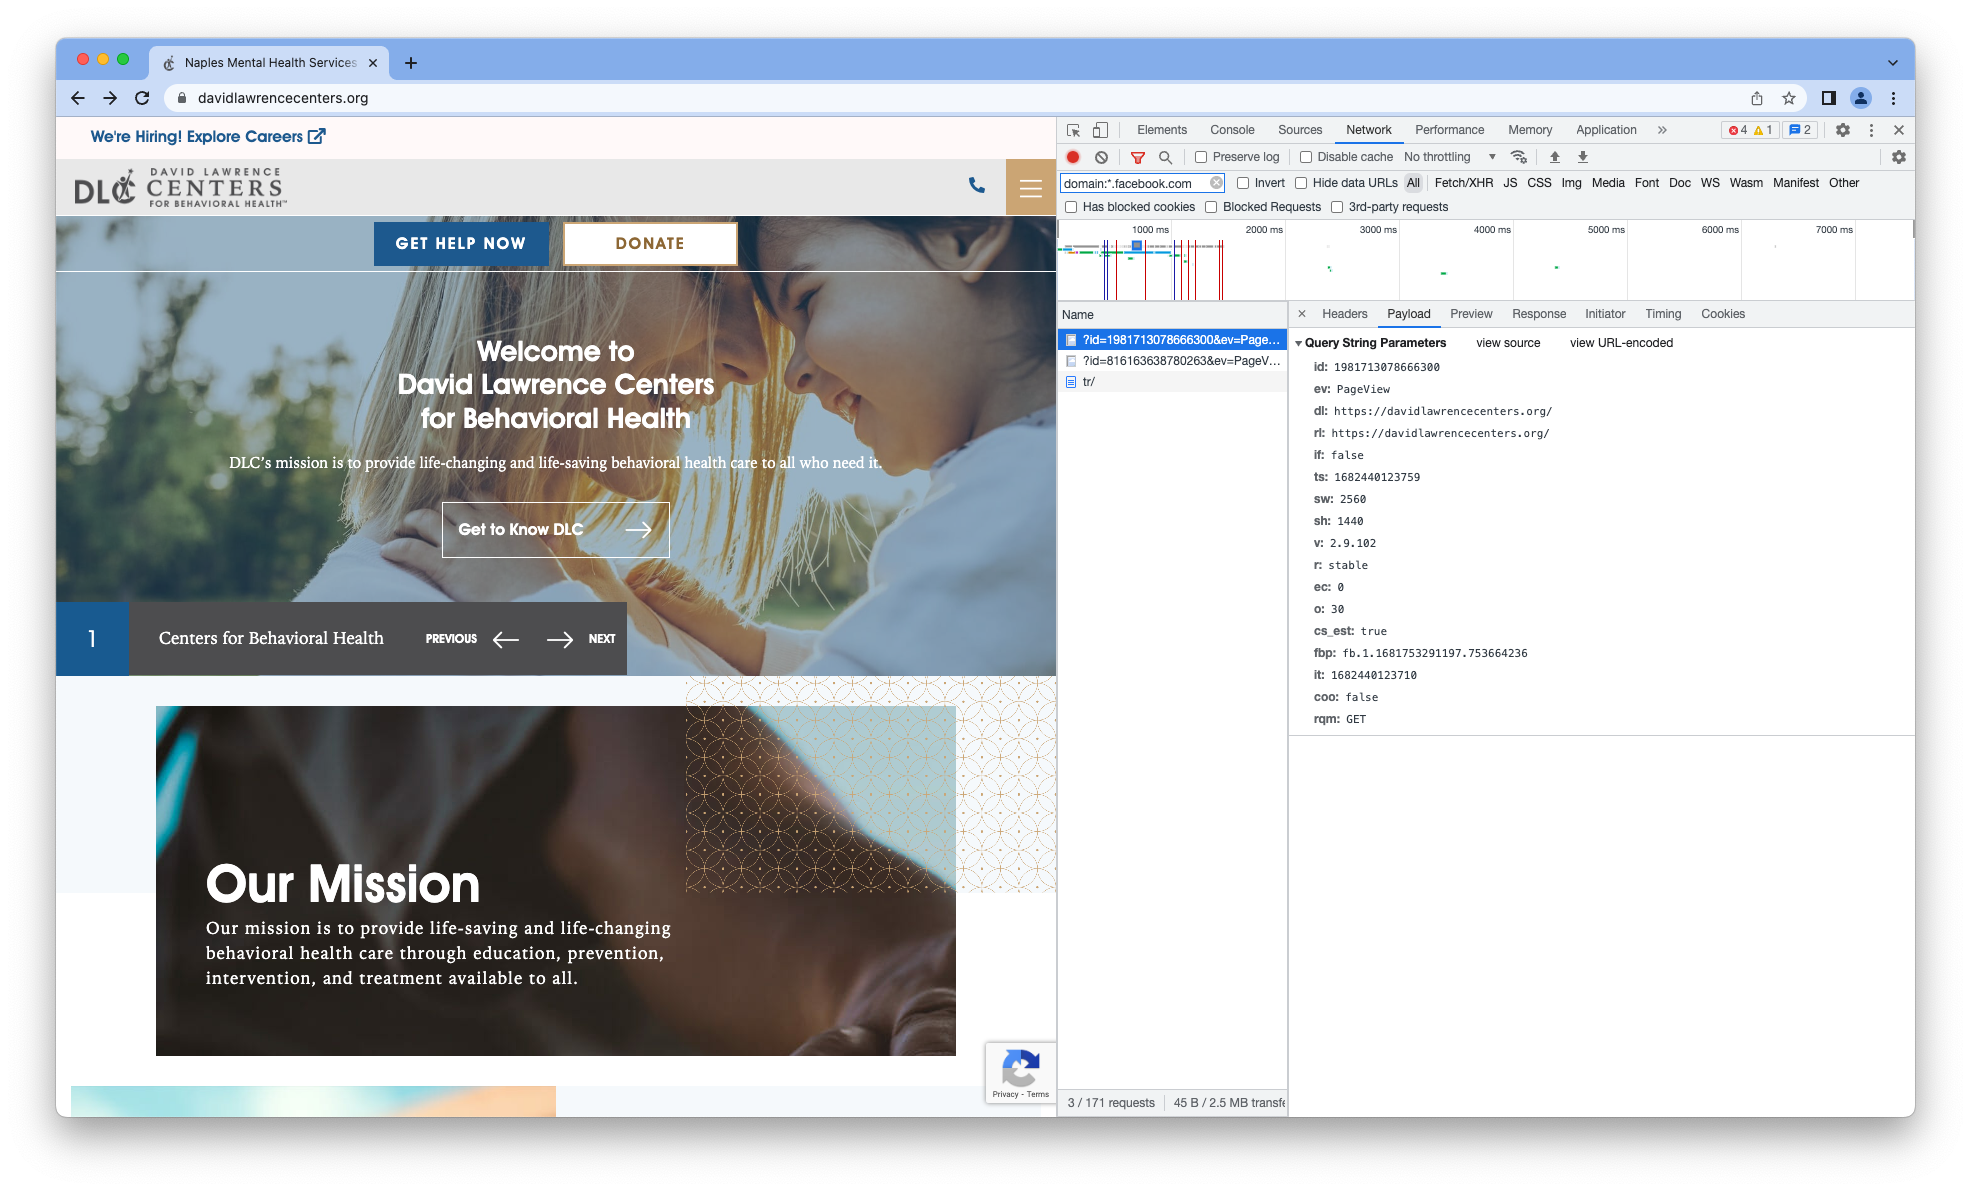 Naples Mental Health Services
davidlawrencecenters.org
We're Hiring! Explore Careers
DLC DAVID LAWRENCE
CENTERS
FOR BEHAVIORAL HEALTH™
GET HELP NOW
DONATE
Welcome to
David Lawrence Centers
for Behavioral Health
DLC's mission is to provide life-changing and life-saving behavioral health care to all who need it.
Get to Know DLC
1
Centers for Behavioral Health
PREVIOUS
NEXT
Our Mission
Our mission is to provide life-saving and life-changing
behavioral health care through education, prevention,
intervention, and treatment available to all.
Privacy - Terms
Elements Console Sources Network Performance Memory Application » 4 1 2
Preserve log Disable cache No throttling
domain:*.facebook.com Invert Hide data URLs All Fetch/XHR JS CSS Img Media Font Doc WS Wasm Manifest Other
Has blocked cookies Blocked Requests 3rd-party requests
1000 ms 2000 ms 3000 ms 4000 ms 5000 ms 6000 ms 7000 ms
Name
?id=1981713078666300&ev=Page...
?id=816163638780263&ev=PageV...
tr/
3 / 171 requests 45 B / 2.5 MB transfe
Headers Payload Preview Response Initiator Timing Cookies
Query String Parameters view source view URL-encoded
id: 1981713078666300
ev: PageView
dl: https://davidlawrencecenters.org/
rl: https://davidlawrencecenters.org/
if: false
ts: 1682440123759
sw: 2560
sh: 1440
v: 2.9.102
r: stable
ec: 0
o: 30
cs_est: true
fbp: fb.1.1681753291197.753664236
it: 1682440123710
coo: false
rqm: GET